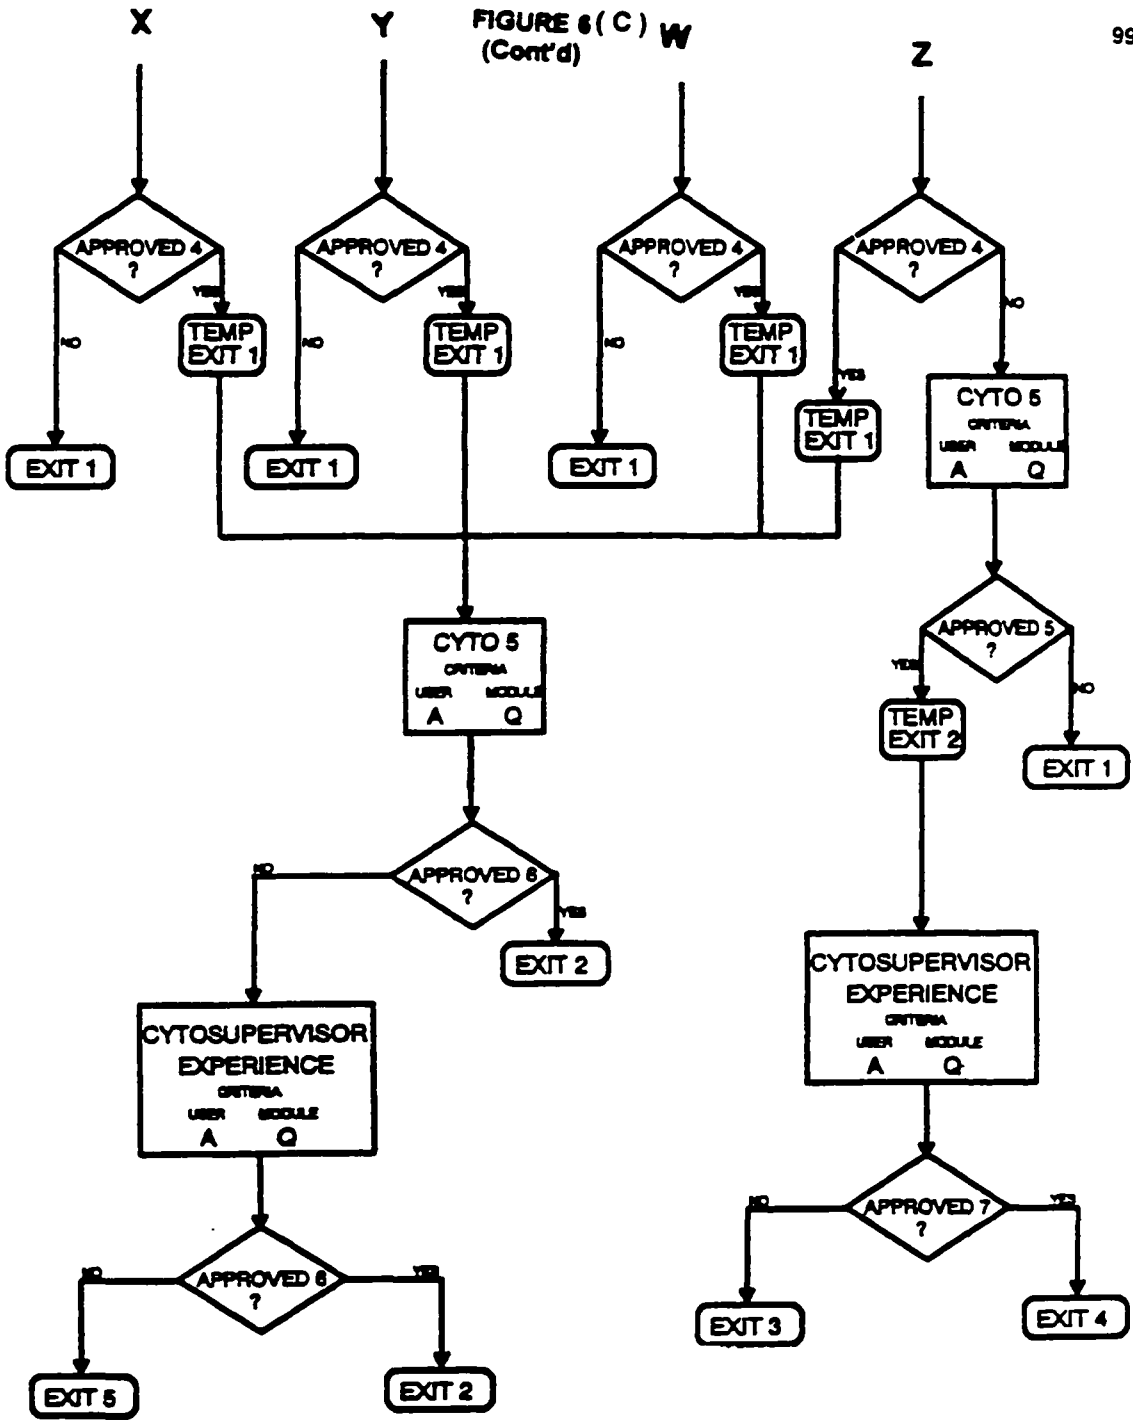 X
Y
FIGURE 6 ( C )
(Cont'd)
W
Z
99
APPROVED 4
?
APPROVED 4
?
APPROVED 4
?
APPROVED 4
?
NO
YES
NO
YES
NO
YES
YES
NO
TEMP
EXIT 1
TEMP
EXIT 1
TEMP
EXIT 1
TEMP
EXIT 1
CYTO 5
CRITERIA
USER MODULE
A Q
EXIT 1
EXIT 1
EXIT 1
CYTO 5
CRITERIA
USER MODULE
A Q
APPROVED 5
?
YES
NO
TEMP
EXIT 2
EXIT 1
APPROVED 6
?
NO
YES
EXIT 2
CYTOSUPERVISOR
EXPERIENCE
CRITERIA
USER MODULE
A Q
CYTOSUPERVISOR
EXPERIENCE
CRITERIA
USER MODULE
A Q
APPROVED 7
?
NO
YES
APPROVED 6
?
NO
YES
EXIT 3
EXIT 4
EXIT 5
EXIT 2